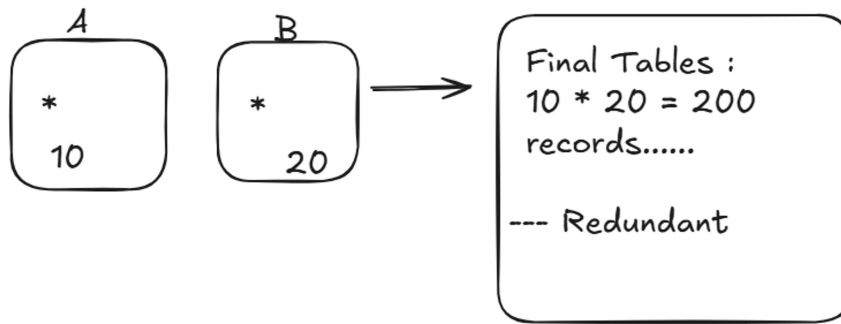 A
B
*
10
*
20
Final Tables :
10 * 20 = 200
records......
--- Redundant